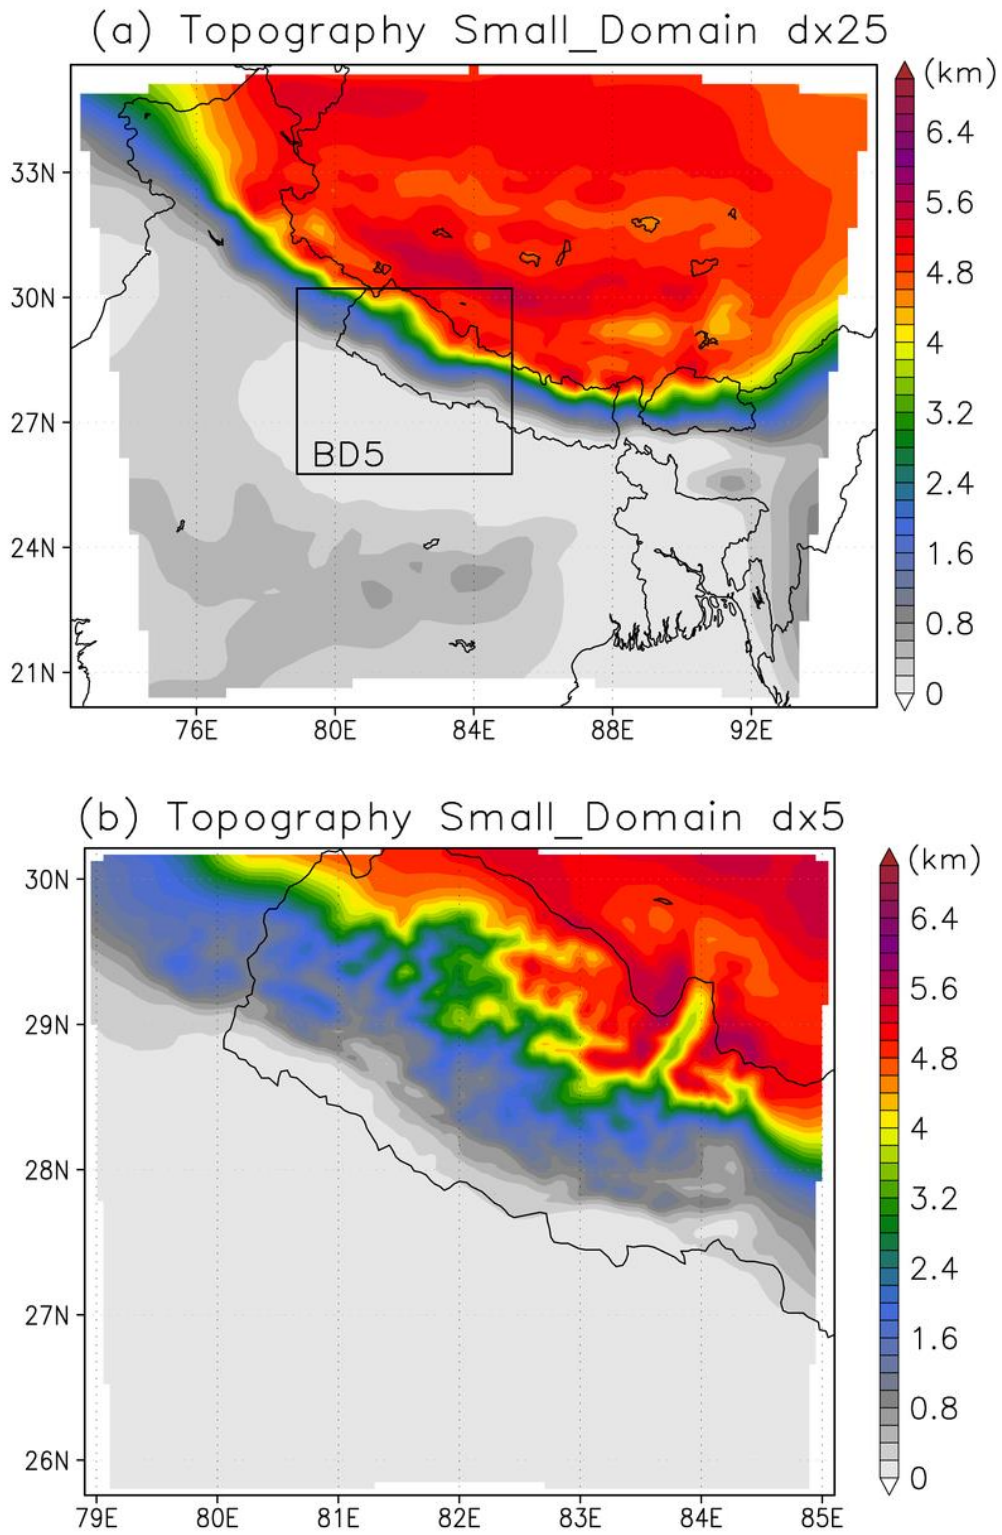 (a) Topography Small_Domain dx25
(km)
6.4
5.6
4.8
4
3.2
2.4
1.6
0.8
0
33N
30N
27N
24N
21N
BD5
76E 80E 84E 88E 92E
(b) Topography Small_Domain dx5
(km)
6.4
5.6
4.8
4
3.2
2.4
1.6
0.8
0
30N
29N
28N
27N
26N
79E 80E 81E 82E 83E 84E 85E